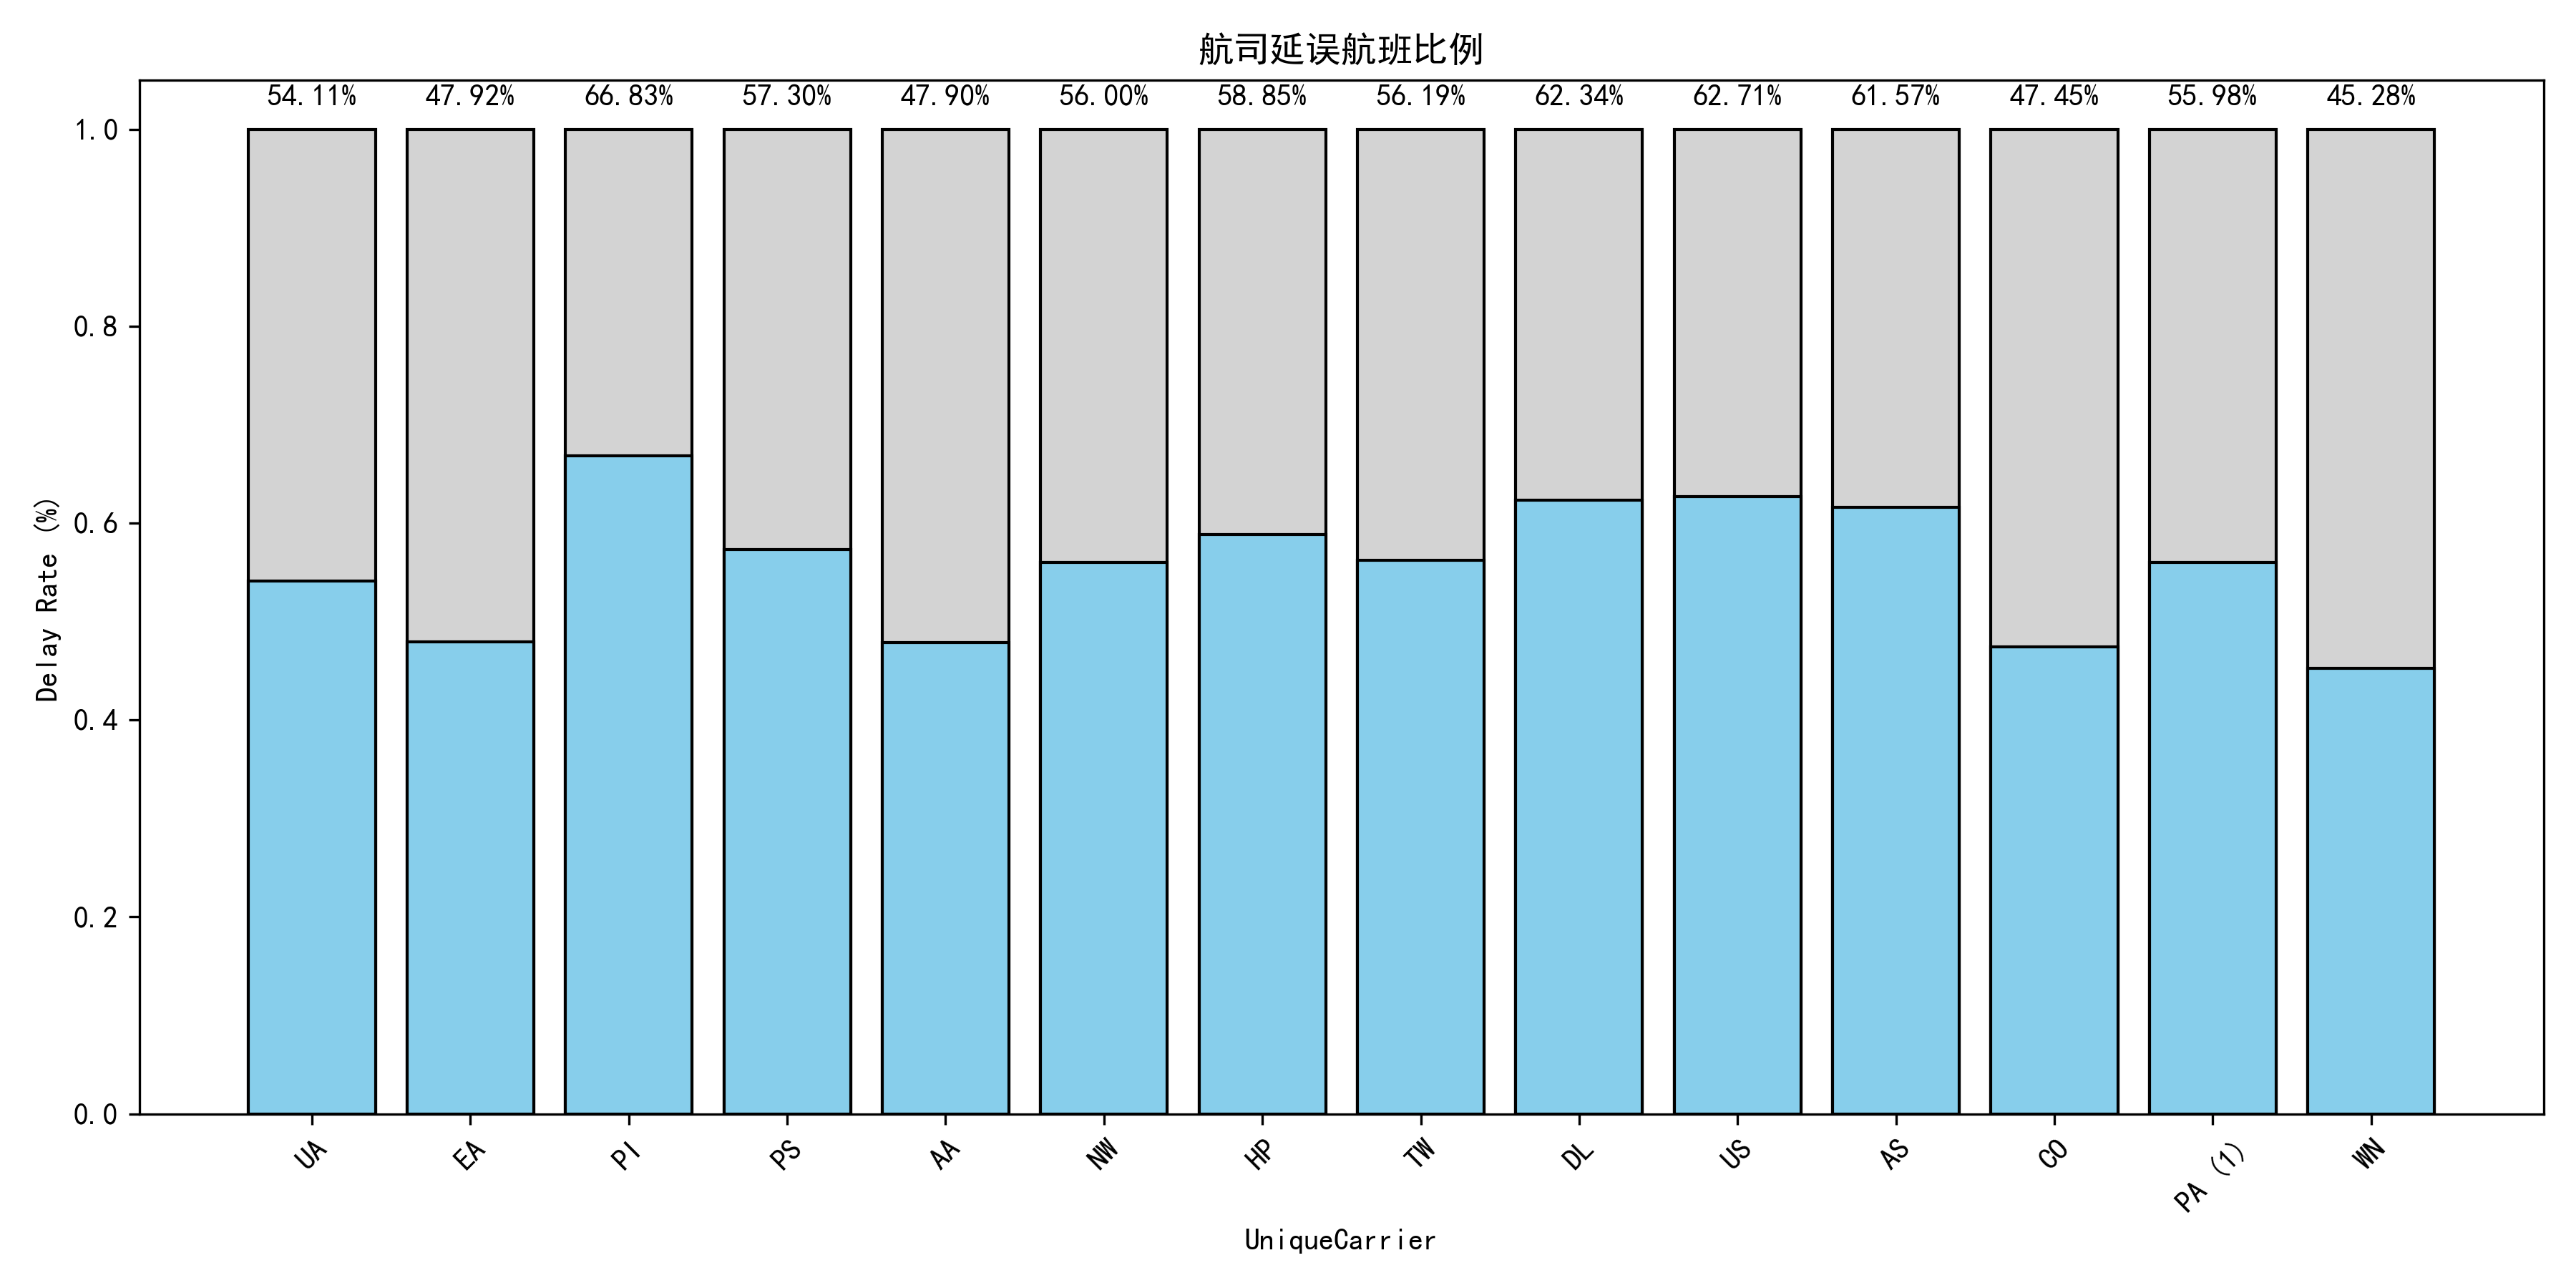 航司延误航班比例
54.11% 47.92% 66.83% 57.30% 47.90% 56.00% 58.85% 56.19% 62.34% 62.71% 61.57% 47.45% 55.98% 45.28%
1.0
0.8
0.6
0.4
0.2
0.0
Delay Rate (%)
UA EA PI PS AA NW HP TW DL US AS CO PA (1) WN
UniqueCarrier